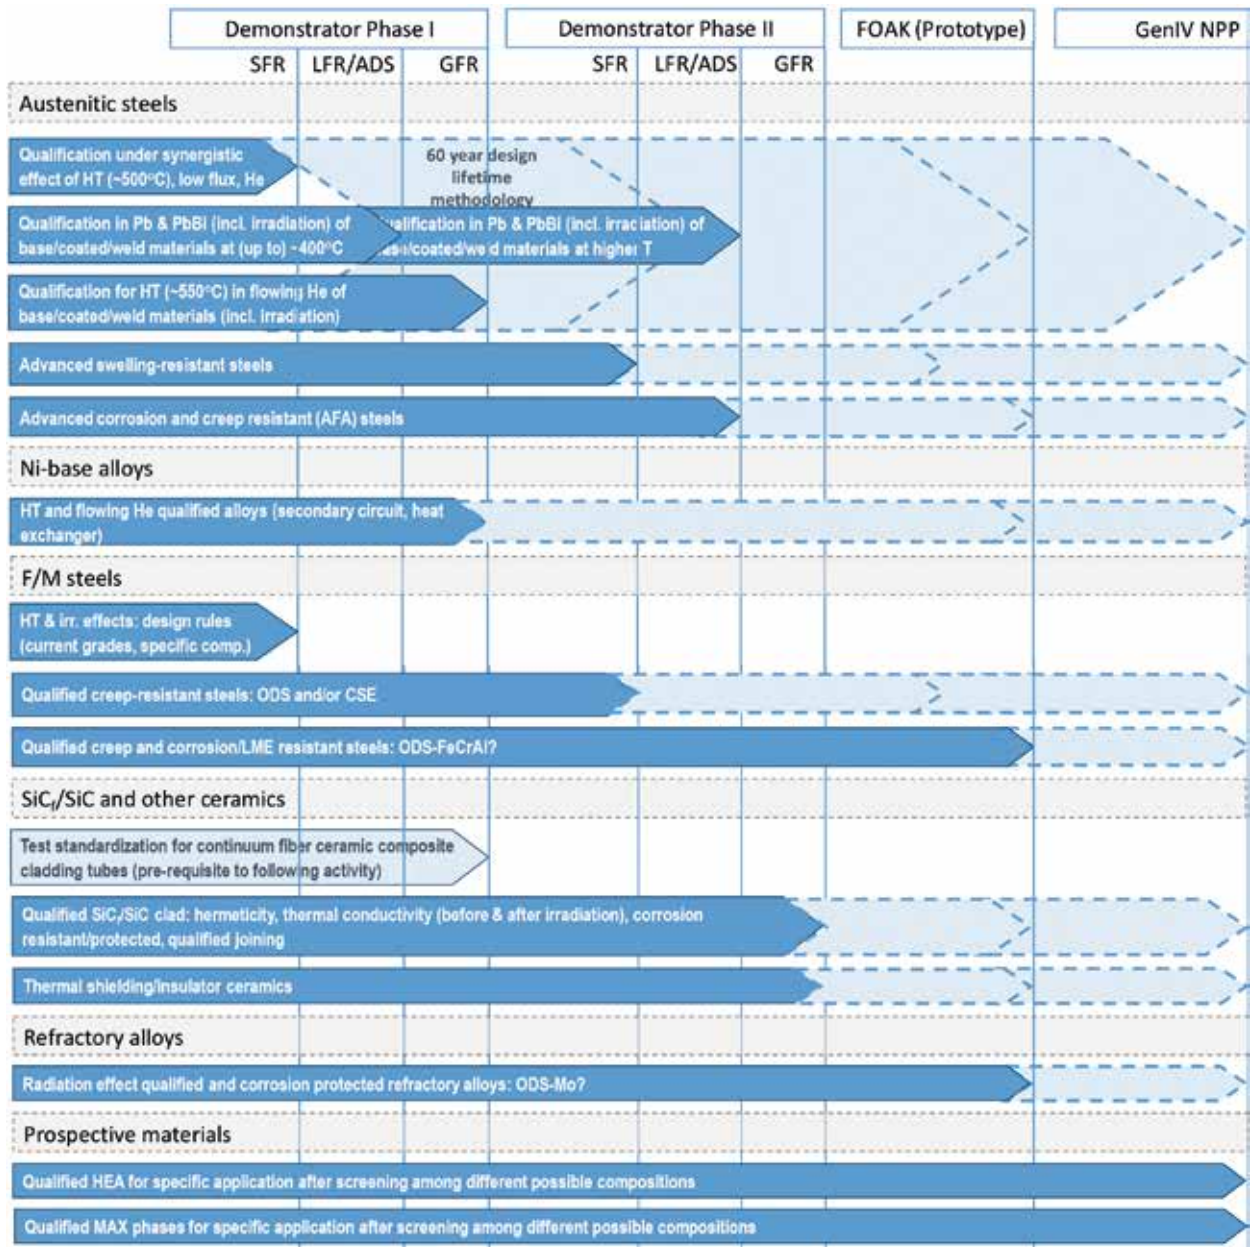 Demonstrator Phase I
Demonstrator Phase II
FOAK (Prototype)
GenIV NPP
SFR
LFR/ADS
GFR
SFR
LFR/ADS
GFR
Austenitic steels
Qualification under synergistic
effect of HT (~500°C), low flux, He
60 year design
lifetime
methodology
Qualification in Pb & PbBi (incl. irradiation) of
base/coated/weld materials at (up to) ~400°C
ualification in Pb & PbBi (incl. irradiation) of
ase/coated/weld materials at higher T
Qualification for HT (~550°C) in flowing He of
base/coated/weld materials (incl. irradiation)
Advanced swelling-resistant steels
Advanced corrosion and creep resistant (AFA) steels
Ni-base alloys
HT and flowing He qualified alloys (secondary circuit, heat
exchanger)
F/M steels
HT & irr. effects: design rules
(current grades, specific comp.)
Qualified creep-resistant steels: ODS and/or CSE
Qualified creep and corrosion/LME resistant steels: ODS-FeCrAl?
SiCf/SiC and other ceramics
Test standardization for continuum fiber ceramic composite
cladding tubes (pre-requisite to following activity)
Qualified SiCf/SiC clad: hermeticity, thermal conductivity (before & after irradiation), corrosion
resistant/protected, qualified joining
Thermal shielding/insulator ceramics
Refractory alloys
Radiation effect qualified and corrosion protected refractory alloys: ODS-Mo?
Prospective materials
Qualified HEA for specific application after screening among different possible compositions
Qualified MAX phases for specific application after screening among different possible compositions